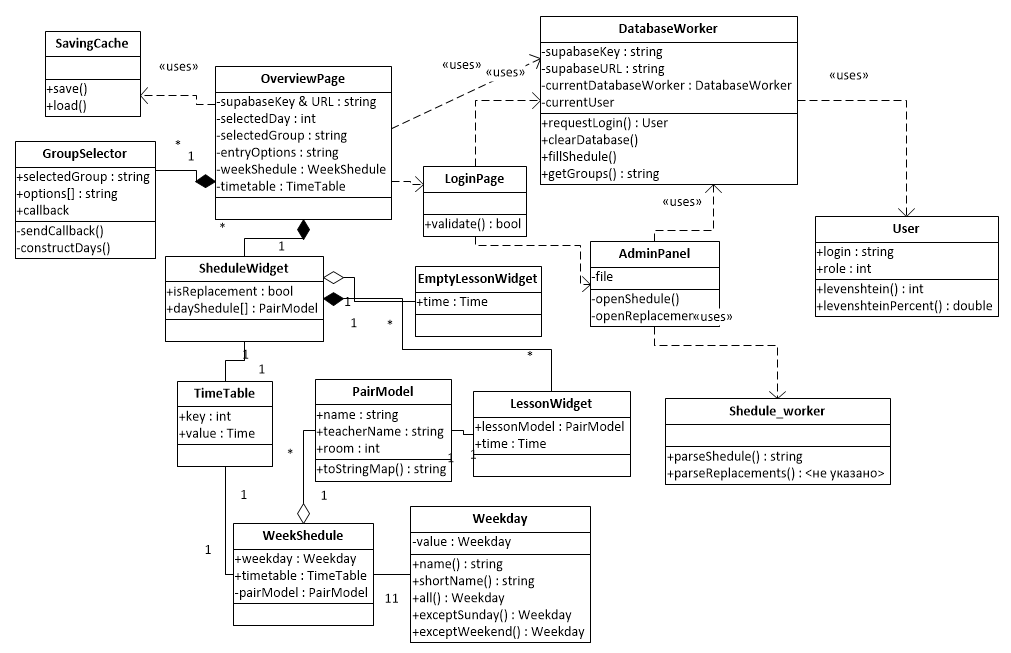 SavingCache
+save()
+load()
«uses»
OverviewPage
-supabaseKey & URL : string
-selectedDay : int
-selectedGroup : string
-entryOptions : string
-weekShedule : WeekShedule
-timetable : TimeTable
«uses»
«uses»
DatabaseWorker
-supabaseKey : string
-supabaseURL : string
-currentDatabaseWorker : DatabaseWorker
-currentUser
+requestLogin() : User
+clearDatabase()
+fillShedule()
+getGroups() : string
«uses»
*
1
GroupSelector
+selectedGroup : string
+options[] : string
+callback
-sendCallback()
-constructDays()
LoginPage
+validate() : bool
«uses»
User
+login : string
+role : int
+levenshtein() : int
+levenshteinPercent() : double
*
1
AdminPanel
-file
-openShedule()
-openReplacemen
«uses»
SheduleWidget
+isReplacement : bool
+dayShedule[] : PairModel
EmptyLessonWidget
+time : Time
1
1
*
*
1
1
TimeTable
+key : int
+value : Time
PairModel
+name : string
+teacherName : string
+room : int
+toStringMap() : string
LessonWidget
+lessonModel : PairModel
+time : Time
1
1
Shedule_worker
+parseShedule() : string
+parseReplacements() : <не указано>
*
1
1
1
WeekShedule
+weekday : Weekday
+timetable : TimeTable
-pairModel : PairModel
11
Weekday
-value : Weekday
+name() : string
+shortName() : string
+all() : Weekday
+exceptSunday() : Weekday
+exceptWeekend() : Weekday